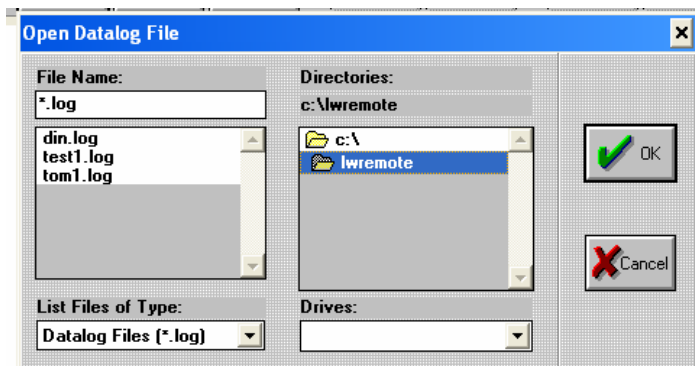 Open Datalog File
File Name:
*.log
din.log
test1.log
tom1.log
List Files of Type:
Datalog Files (*.log)
Directories:
c:\lwremote
c:\
lwremote
Drives:
OK
Cancel